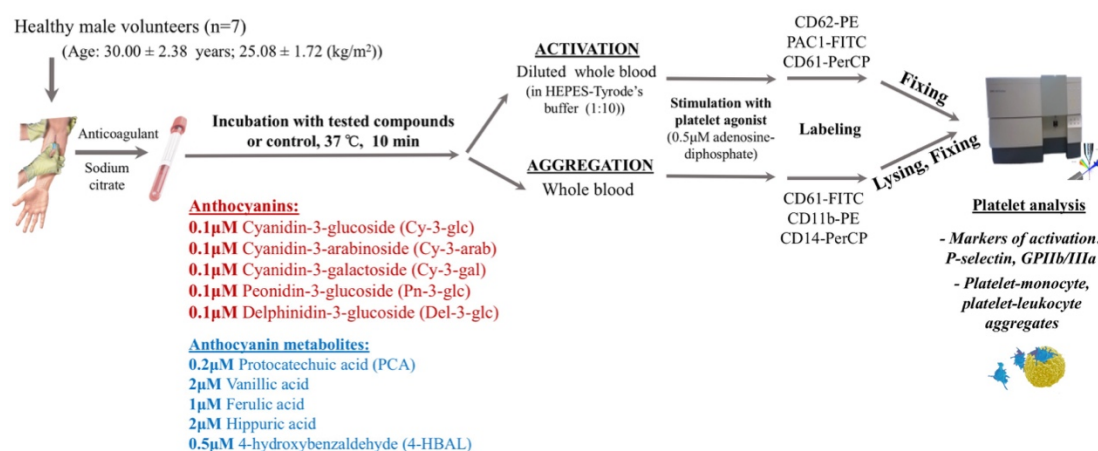 Healthy male volunteers (n=7)
(Age: 30.00 ± 2.38 years; 25.08 ± 1.72 (kg/m²))
Anticoagulant
Sodium
citrate
Incubation with tested compounds
or control, 37 ℃, 10 min
Anthocyanins:
0.1μM Cyanidin-3-glucoside (Cy-3-glc)
0.1μM Cyanidin-3-arabinoside (Cy-3-arab)
0.1μM Cyanidin-3-galactoside (Cy-3-gal)
0.1μM Peonidin-3-glucoside (Pn-3-glc)
0.1μM Delphinidin-3-glucoside (Del-3-glc)
Anthocyanin metabolites:
0.2μM Protocatechuic acid (PCA)
2μM Vanillic acid
1μM Ferulic acid
2μM Hippuric acid
0.5μM 4-hydroxybenzaldehyde (4-HBAL)
ACTIVATION
Diluted whole blood
(in HEPES-Tyrode's
buffer (1:10))
AGGREGATION
Whole blood
Stimulation with
platelet agonist
(0.5μM adenosine-
diphosphate)
CD62-PE
PAC1-FITC
CD61-PerCP
Labeling
CD61-FITC
CD11b-PE
CD14-PerCP
Fixing
Lysing, Fixing
Platelet analysis
- Markers of activation:
P-selectin, GPIIb/IIIa
- Platelet-monocyte,
platelet-leukocyte
aggregates